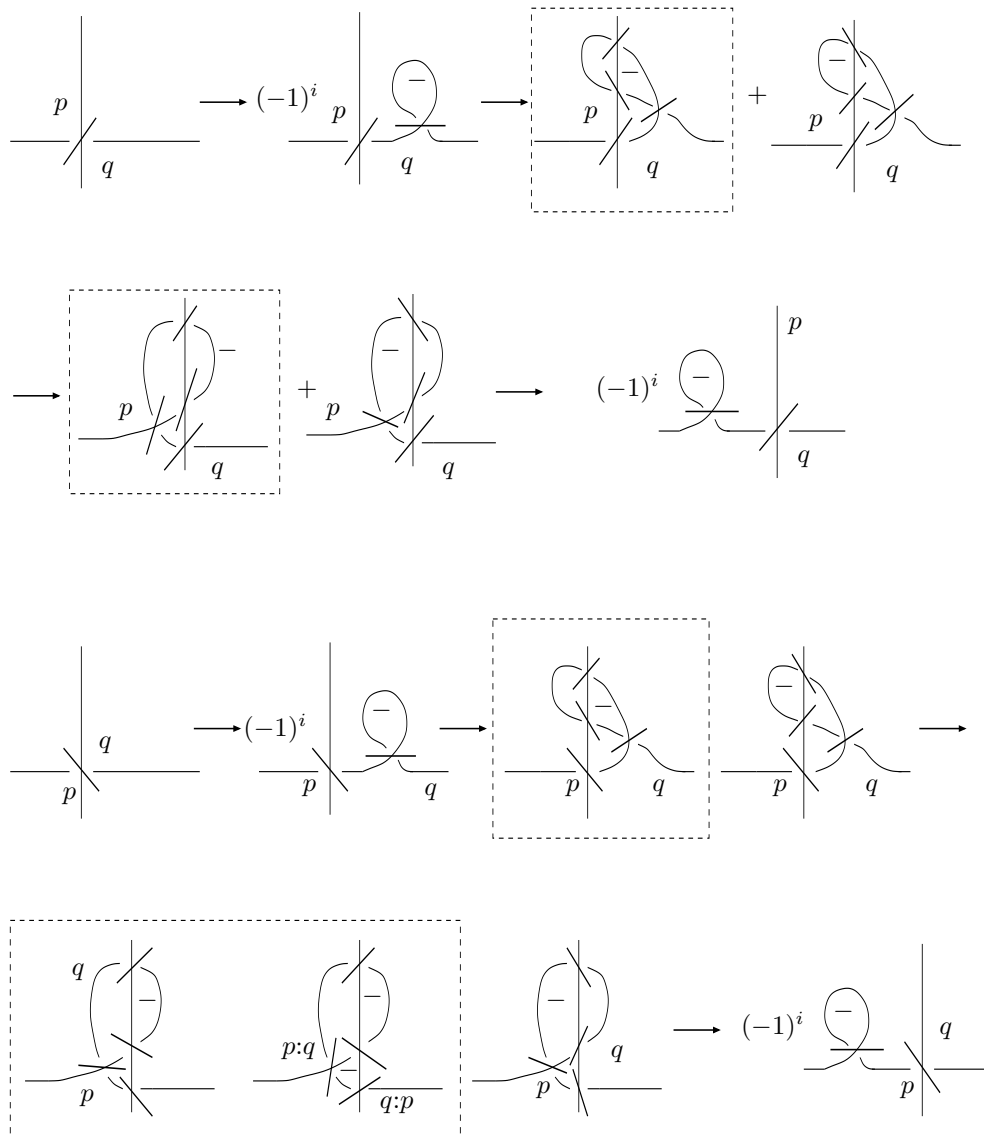 p q (-1)^i p q − p − q + − p q
p − q + − p q (-1)^i − p q
q p (-1)^i − p q − p q − p q
q − p p:q − − q:p − p q (-1)^i − q p